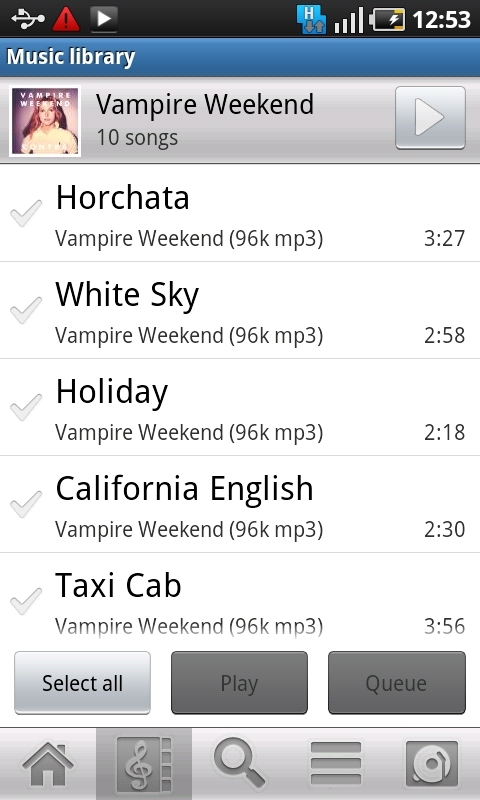 H
12:53
Music library
VAMPIRE
WEEKEND
CONTRA
Vampire Weekend
10 songs
Horchata
Vampire Weekend (96k mp3) 3:27
White Sky
Vampire Weekend (96k mp3) 2:58
Holiday
Vampire Weekend (96k mp3) 2:18
California English
Vampire Weekend (96k mp3) 2:30
Taxi Cab
Vampire Weekend (96k mp3) 3:56
Select all Play Queue